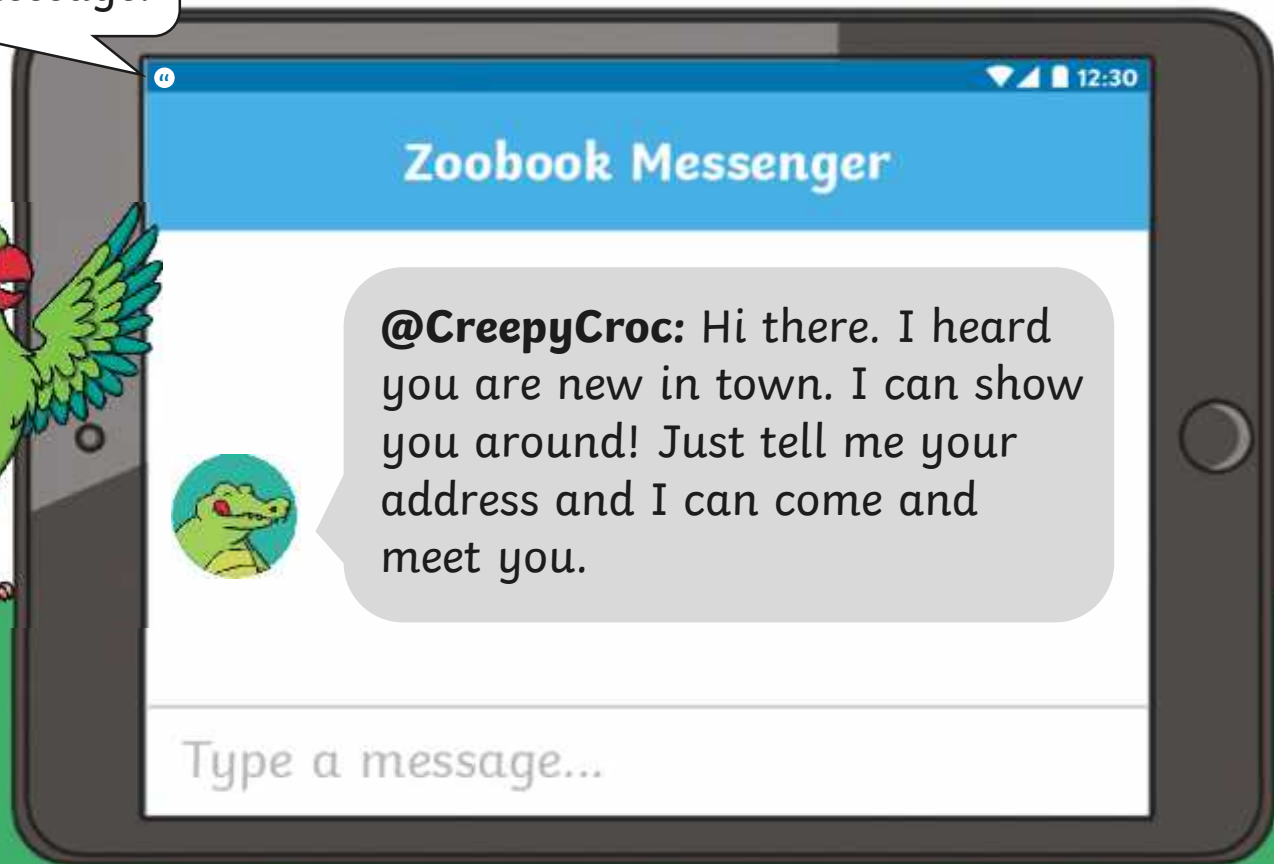 12:30
Zoobook Messenger
@CreepyCroc: Hi there. I heard
you are new in town. I can show
you around! Just tell me your
address and I can come and
meet you.
Type a message...